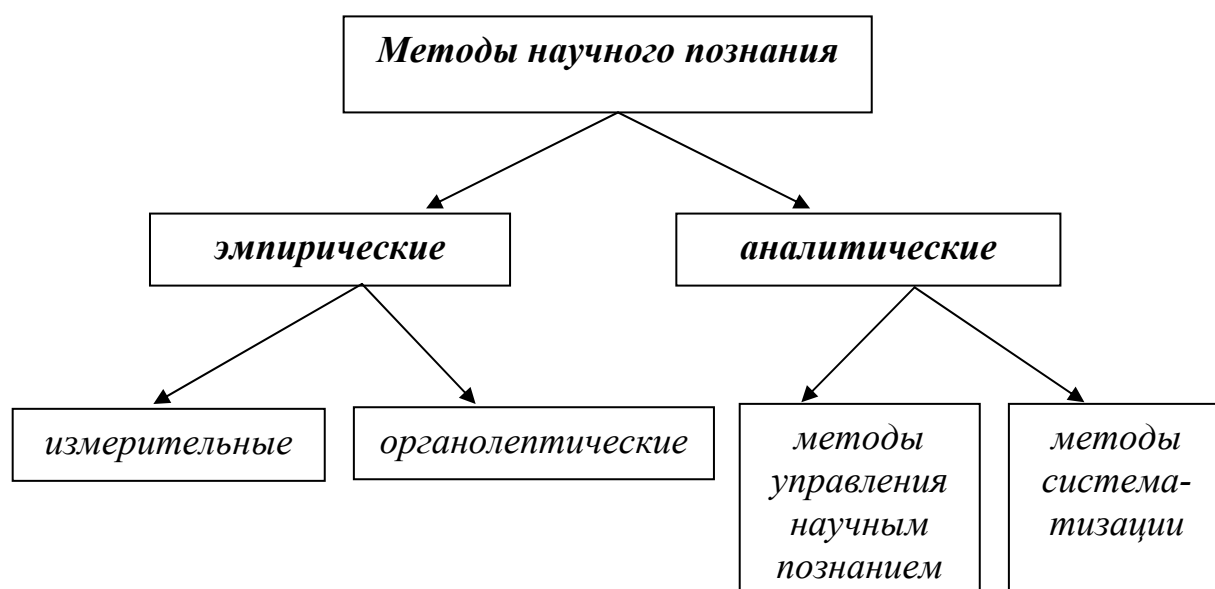 Методы научного познания
эмпирические
аналитические
измерительные
органолептические
методы
управления
научным
познанием
методы
система-
тизации